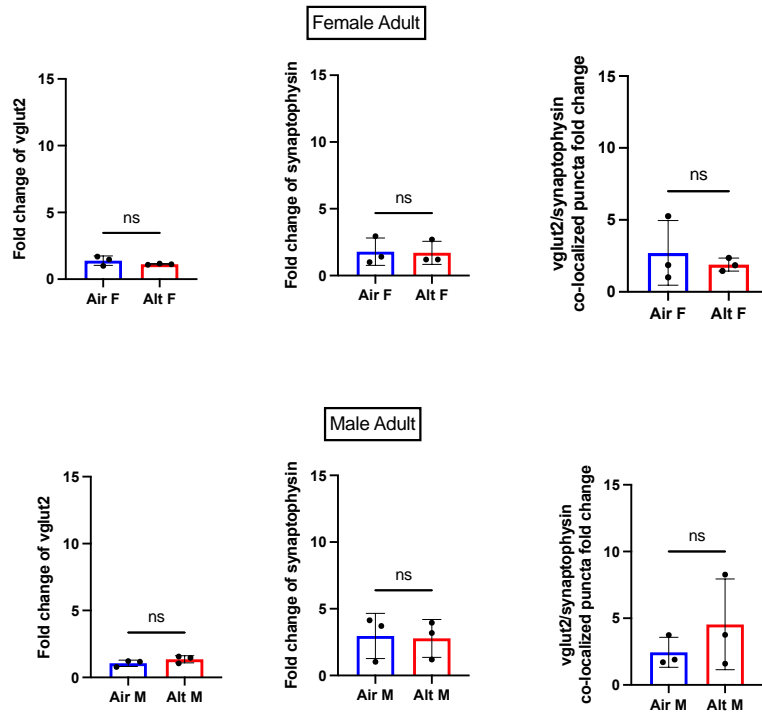 Female Adult
Fold change of vglut2
15
10
5
0
ns
Air F
Alt F
Fold change of synaptophysin
15
10
5
0
ns
Air F
Alt F
vglut2/synaptophysin
co-localized puncta fold change
15
10
5
0
ns
Air F
Alt F
Male Adult
Fold change of vglut2
15
10
5
0
ns
Air M
Alt M
Fold change of synaptophysin
15
10
5
0
ns
Air M
Alt M
vglut2/synaptophysin
co-localized puncta fold change
15
10
5
0
ns
Air M
Alt M